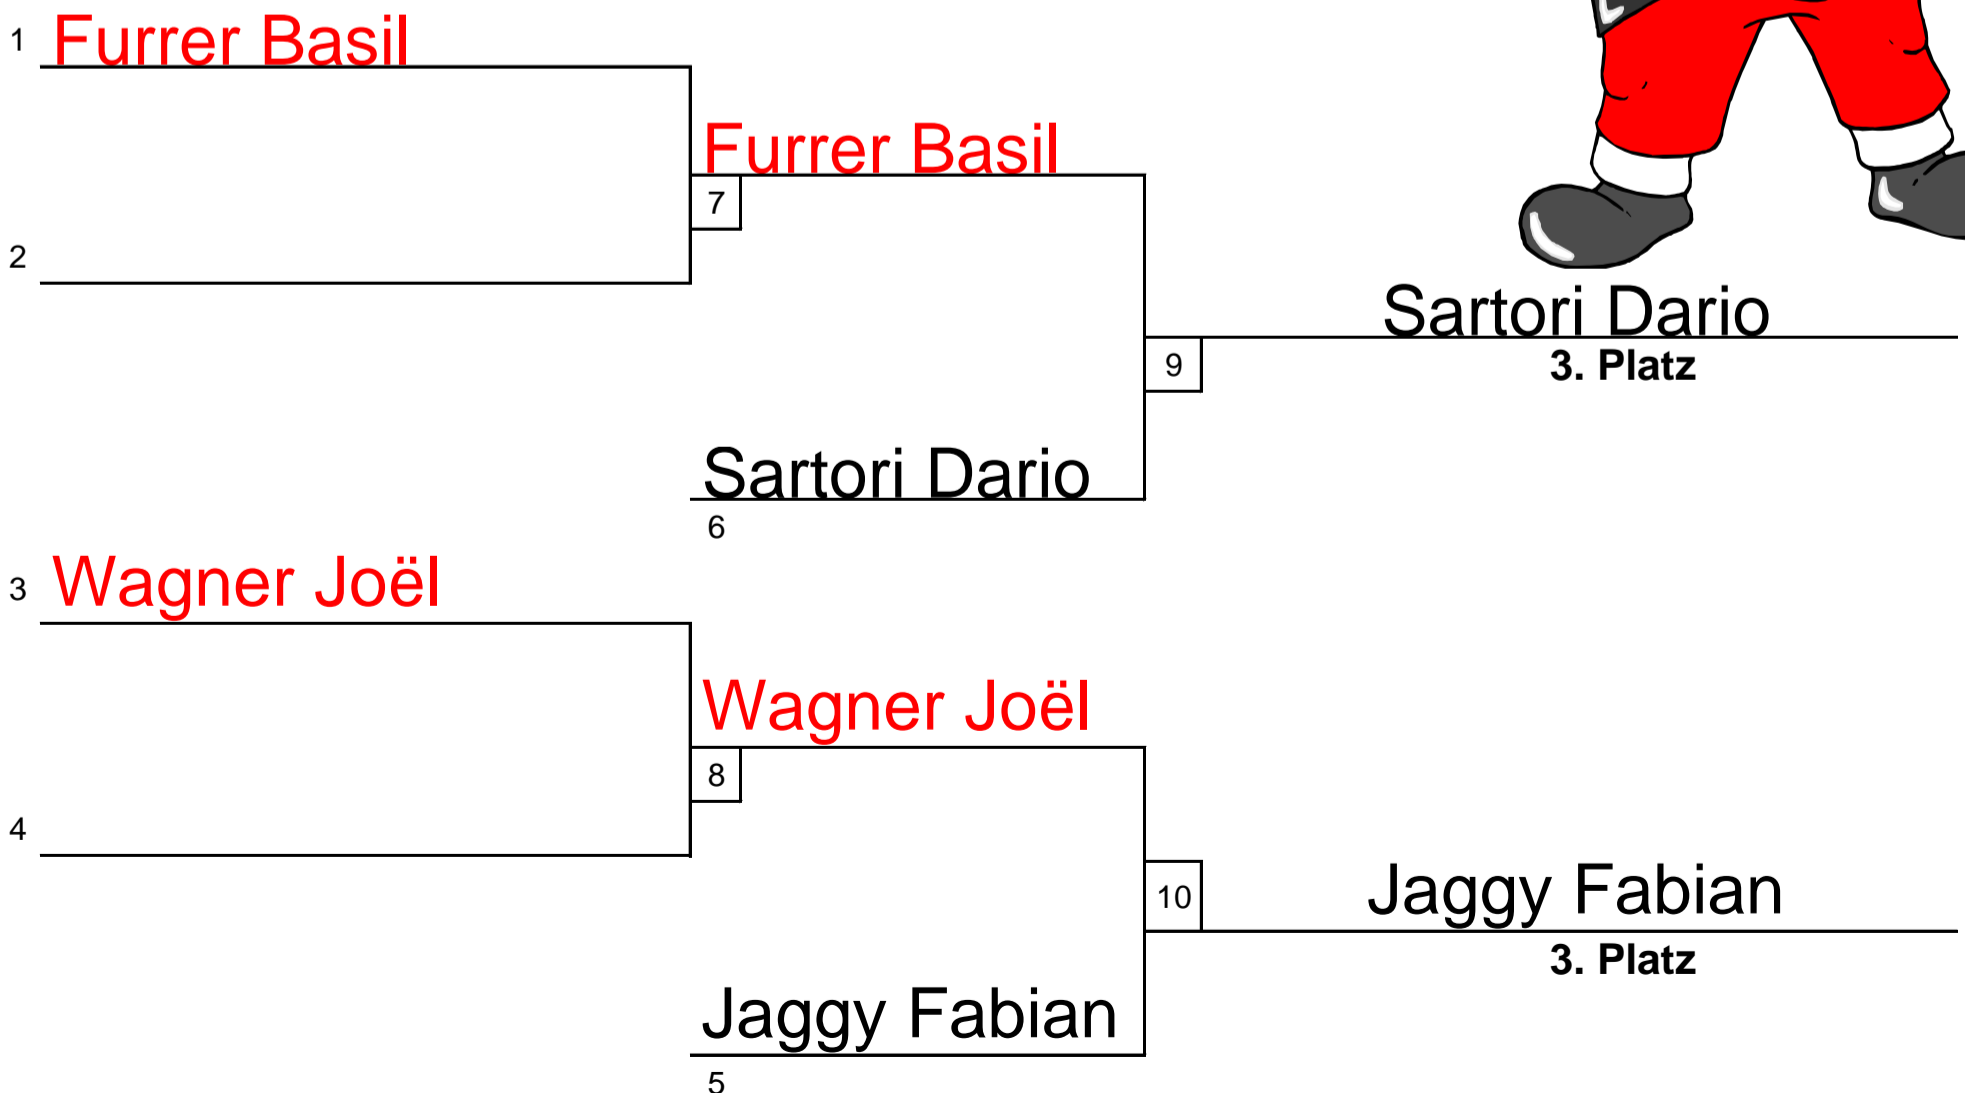 1 Furrer Basil
Furrer Basil
7
2
Sartori Dario
9
3. Platz
Sartori Dario
6
3 Wagner Joël
Wagner Joël
8
4
Jaggy Fabian
10
3. Platz
Jaggy Fabian
5